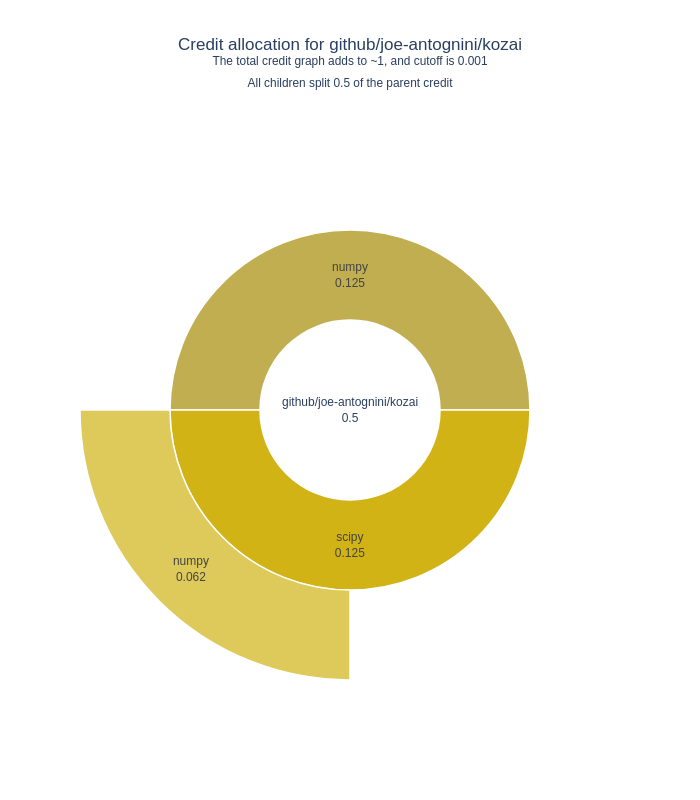 Credit allocation for github/joe-antognini/kozai
The total credit graph adds to ~1, and cutoff is 0.001
All children split 0.5 of the parent credit
numpy
0.125
github/joe-antognini/kozai
0.5
scipy
0.125
numpy
0.062